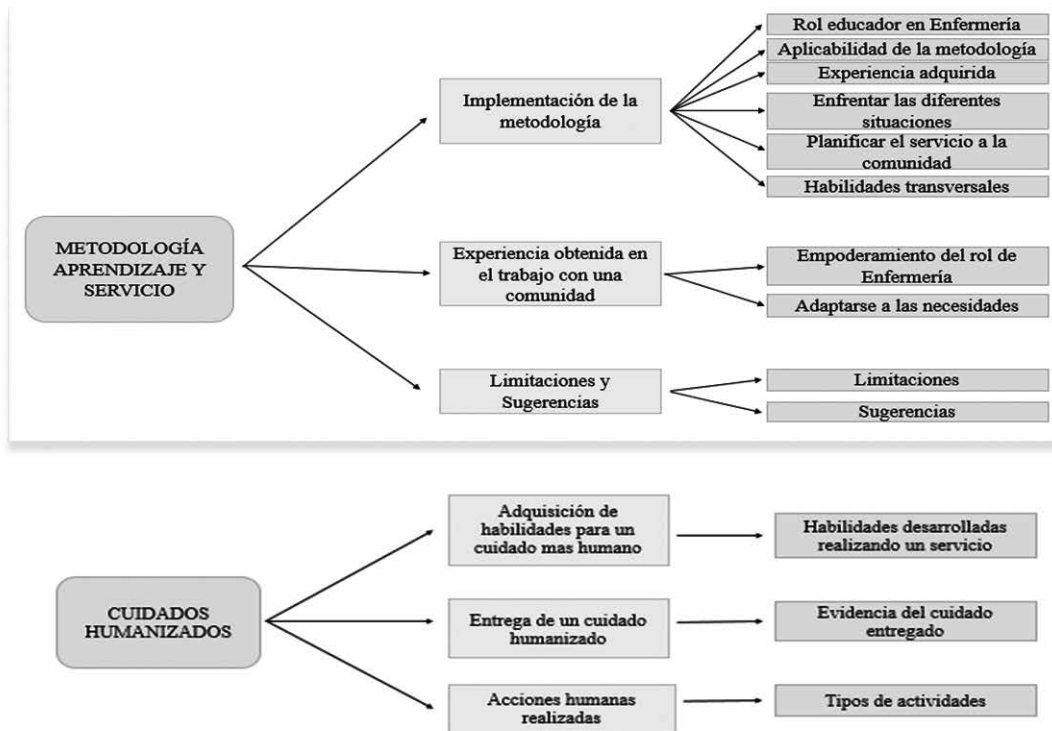 METODOLOGÍA
APRENDIZAJE Y
SERVICIO
Implementación de la
metodología
Rol educador en Enfermería
Aplicabilidad de la metodología
Experiencia adquirida
Enfrentar las diferentes
situaciones
Planificar el servicio a la
comunidad
Habilidades transversales
Experiencia obtenida en
el trabajo con una
comunidad
Empoderamiento del rol de
Enfermería
Adaptarse a las necesidades
Limitaciones y
Sugerencias
Limitaciones
Sugerencias
CUIDADOS
HUMANIZADOS
Adquisición de
habilidades para un
cuidado mas humano
Habilidades desarrolladas
realizando un servicio
Entrega de un cuidado
humanizado
Evidencia del cuidado
entregado
Acciones humanas
realizadas
Tipos de actividades